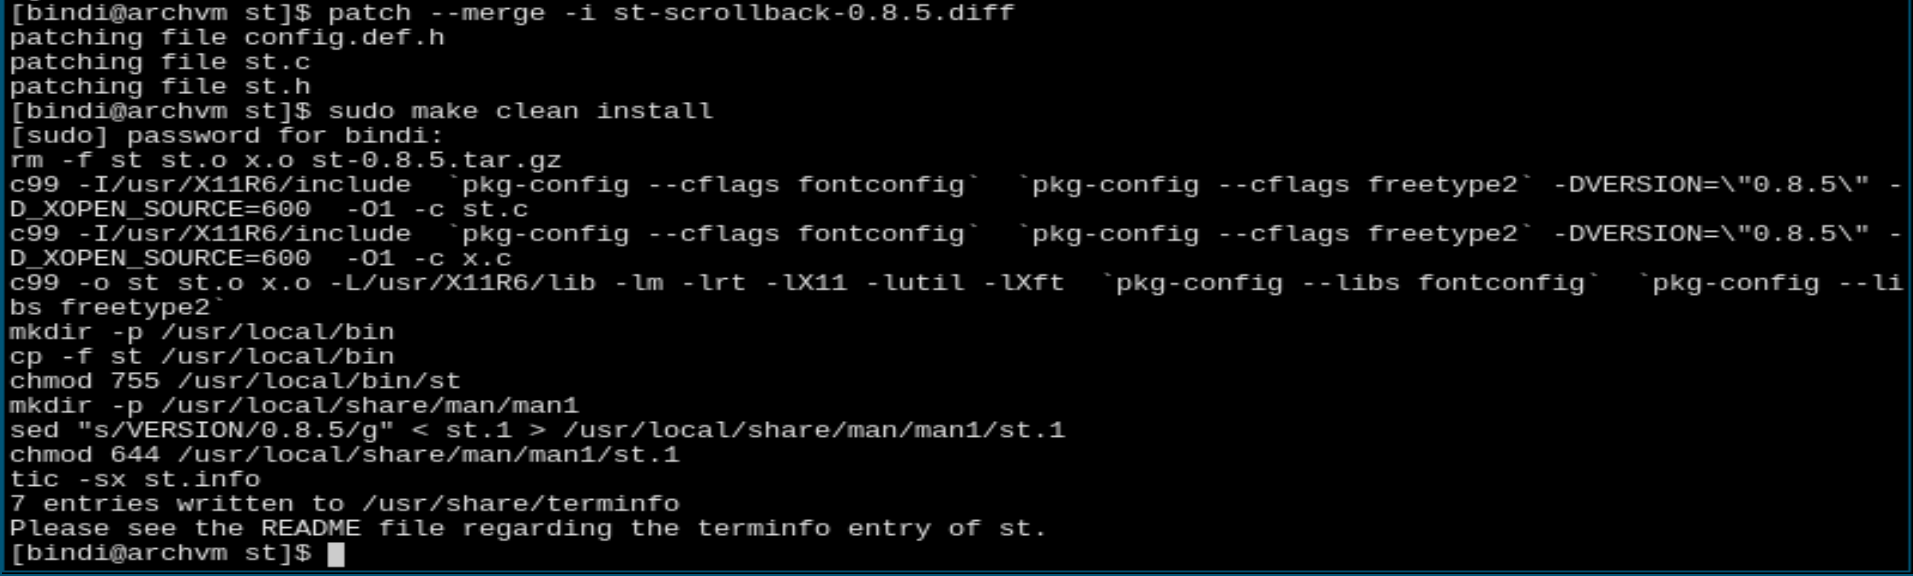 [bindi@archvm st]$ patch --merge -i st-scrollback-0.8.5.diff
patching file config.def.h
patching file st.c
patching file st.h
[bindi@archvm st]$ sudo make clean install
[sudo] password for bindi:
rm -f st st.o x.o st-0.8.5.tar.gz
c99 -I/usr/X11R6/include  `pkg-config --cflags fontconfig`  `pkg-config --cflags freetype2` -DVERSION=\"0.8.5\" -
D_XOPEN_SOURCE=600  -O1 -c st.c
c99 -I/usr/X11R6/include  `pkg-config --cflags fontconfig`  `pkg-config --cflags freetype2` -DVERSION=\"0.8.5\" -
D_XOPEN_SOURCE=600  -O1 -c x.c
c99 -o st st.o x.o -L/usr/X11R6/lib -lm -lrt -lX11 -lutil -lXft  `pkg-config --libs fontconfig`  `pkg-config --li
bs freetype2`
mkdir -p /usr/local/bin
cp -f st /usr/local/bin
chmod 755 /usr/local/bin/st
mkdir -p /usr/local/share/man/man1
sed "s/VERSION/0.8.5/g" < st.1 > /usr/local/share/man/man1/st.1
chmod 644 /usr/local/share/man/man1/st.1
tic -sx st.info
7 entries written to /usr/share/terminfo
Please see the README file regarding the terminfo entry of st.
[bindi@archvm st]$